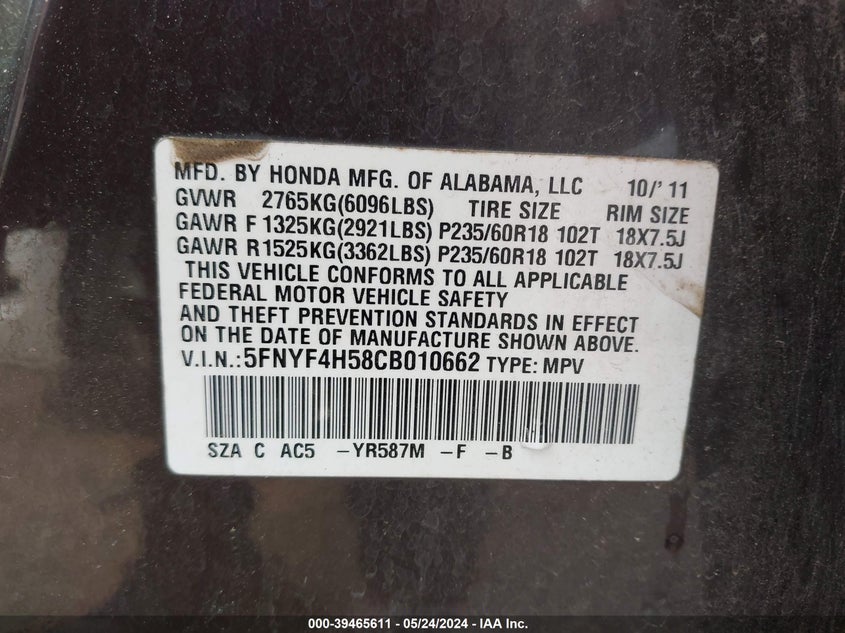 MFD. BY HONDA MFG. OF ALABAMA, LLC 10/'11
GVWR 2765KG(6096LBS) TIRE SIZE RIM SIZE
GAWR F 1325KG(2921LBS) P235/60R18 102T 18X7.5J
GAWR R1525KG(3362LBS) P235/60R18 102T 18X7.5J
THIS VEHICLE CONFORMS TO ALL APPLICABLE
FEDERAL MOTOR VEHICLE SAFETY
AND THEFT PREVENTION STANDARDS IN EFFECT
ON THE DATE OF MANUFACTURE SHOWN ABOVE.
V.I.N.:5FNYF4H58CB010662 TYPE: MPV
SZA C AC5 -YR587M -F -B
000-39465611 - 05/24/2024 - IAA Inc.